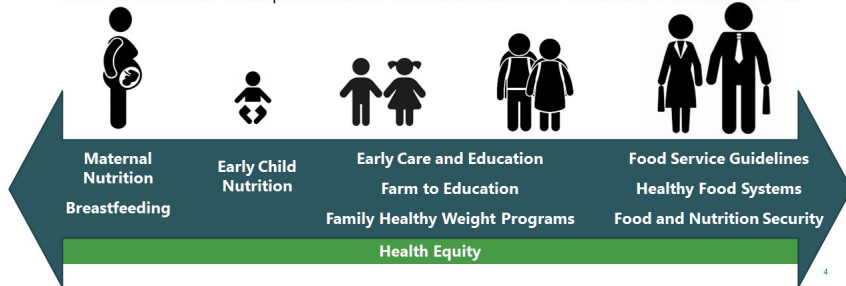 Maternal
Nutrition
Breastfeeding
Early Child
Nutrition
Early Care and Education
Farm to Education
Family Healthy Weight Programs
Food Service Guidelines
Healthy Food Systems
Food and Nutrition Security
Health Equity
4